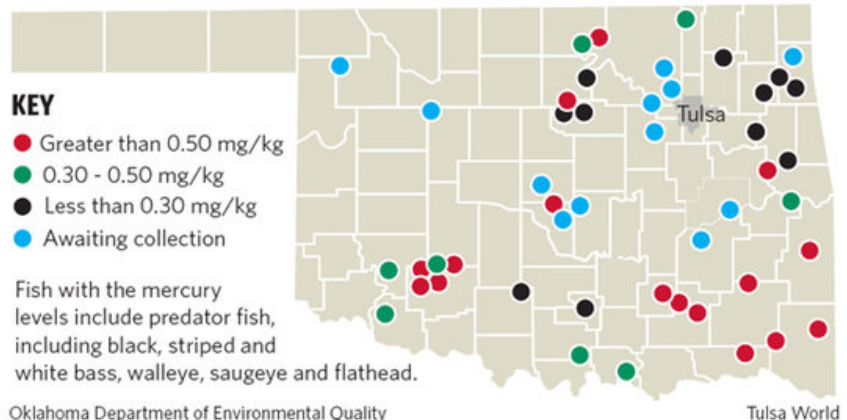 Tulsa
KEY
Greater than 0.50 mg/kg
0.30 - 0.50 mg/kg
Less than 0.30 mg/kg
Awaiting collection
Fish with the mercury
levels include predator fish,
including black, striped and
white bass, walleye, saugeye and flathead.
Oklahoma Department of Environmental Quality
Tulsa World